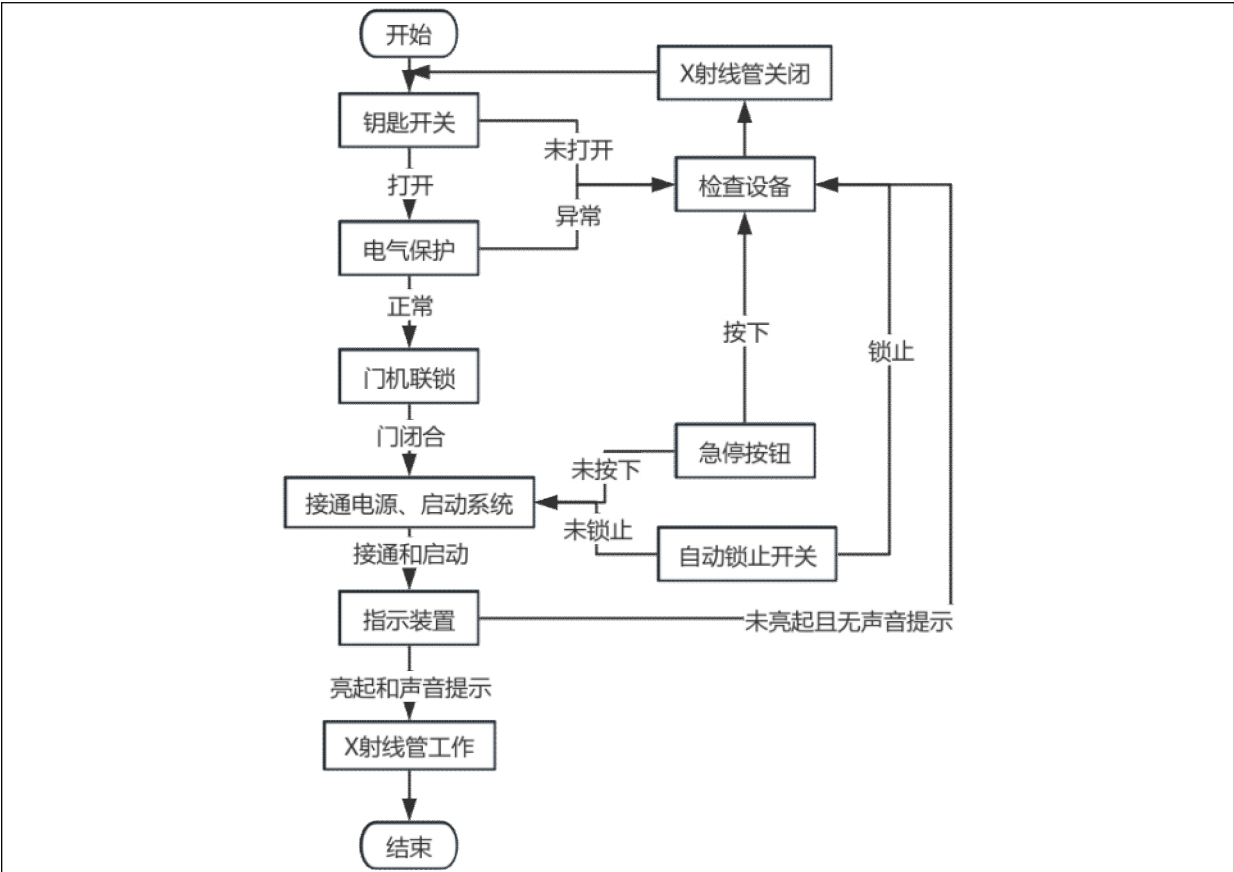 开始
X射线管关闭
钥匙开关
未打开
打开
检查设备
异常
电气保护
正常
按下
锁止
门机联锁
门闭合
急停按钮
未按下
接通电源、启动系统
未锁止
接通和启动
自动锁止开关
指示装置
未亮起且无声音提示
亮起和声音提示
X射线管工作
结束